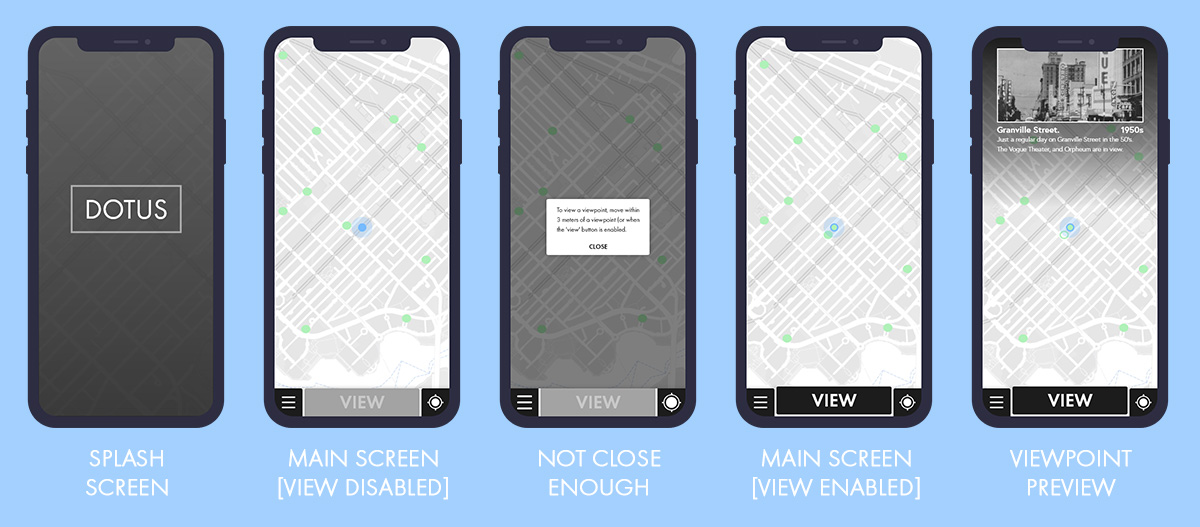 DOTUS
To view a viewpoint, move within
3 meters of a viewpoint (or when
the 'view' button is enabled.
CLOSE
VUE
Granville Street. 1950s
Just a regular day on Granville Street in the 50's.
The Vogue Theater, and Orpheum are in view.
VIEW
VIEW
VIEW
VIEW
SPLASH
SCREEN
MAIN SCREEN
[VIEW DISABLED]
NOT CLOSE
ENOUGH
MAIN SCREEN
[VIEW ENABLED]
VIEWPOINT
PREVIEW